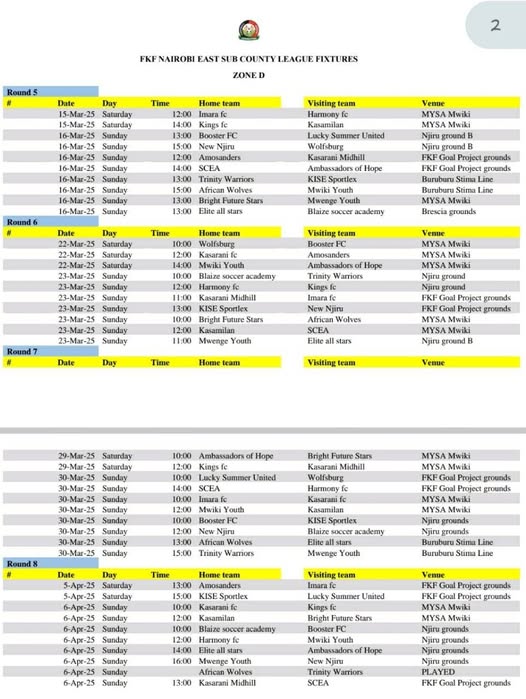 2
FKF NAIROBI EAST SUB COUNTY LEAGUE FIXTURES
ZONE D
Round 5
# Date Day Time Home team Visiting team Venue
15-Mar-25 Saturday 12:00 Imara fc Harmony fc MYSA Mwiki
15-Mar-25 Saturday 14:00 Kings fc Kasamilan MYSA Mwiki
16-Mar-25 Sunday 13:00 Booster FC Lucky Summer United Njiru ground B
16-Mar-25 Sunday 15:00 New Njiru Wolfsburg Njiru ground B
16-Mar-25 Sunday 12:00 Amosanders Kasarani Midhill FKF Goal Project grounds
16-Mar-25 Sunday 14:00 SCEA Ambassadors of Hope FKF Goal Project grounds
16-Mar-25 Sunday 13:00 Trinity Warriors KISE Sportlex Buruburu Stima Line
16-Mar-25 Sunday 15:00 African Wolves Mwiki Youth Buruburu Stima Line
16-Mar-25 Sunday 13:00 Bright Future Stars Mwenge Youth MYSA Mwiki
16-Mar-25 Sunday 13:00 Elite all stars Blaize soccer academy Brescia grounds
Round 6
# Date Day Time Home team Visiting team Venue
22-Mar-25 Saturday 10:00 Wolfsburg Booster FC MYSA Mwiki
22-Mar-25 Saturday 12:00 Kasarani fc Amosanders MYSA Mwiki
22-Mar-25 Saturday 14:00 Mwiki Youth Ambassadors of Hope MYSA Mwiki
23-Mar-25 Sunday 10:00 Blaize soccer academy Trinity Warriors Njiru ground
23-Mar-25 Sunday 12:00 Harmony fc Kings fc Njiru ground
23-Mar-25 Sunday 11:00 Kasarani Midhill Imara fc FKF Goal Project grounds
23-Mar-25 Sunday 13:00 KISE Sportlex New Njiru FKF Goal Project grounds
23-Mar-25 Sunday 10:00 Bright Future Stars African Wolves MYSA Mwiki
23-Mar-25 Sunday 12:00 Kasamilan SCEA MYSA Mwiki
23-Mar-25 Sunday 11:00 Mwenge Youth Elite all stars Njiru ground B
Round 7
# Date Day Time Home team Visiting team Venue
29-Mar-25 Saturday 10:00 Ambassadors of Hope Bright Future Stars MYSA Mwiki
29-Mar-25 Saturday 12:00 Kings fc Kasarani Midhill MYSA Mwiki
30-Mar-25 Sunday 10:00 Lucky Summer United Wolfsburg FKF Goal Project grounds
30-Mar-25 Sunday 14:00 SCEA Harmony fc FKF Goal Project grounds
30-Mar-25 Sunday 10:00 Imara fc Kasarani fc MYSA Mwiki
30-Mar-25 Sunday 12:00 Mwiki Youth Kasamilan MYSA Mwiki
30-Mar-25 Sunday 10:00 Booster FC KISE Sportlex Njiru grounds
30-Mar-25 Sunday 12:00 New Njiru Blaize soccer academy Njiru grounds
30-Mar-25 Sunday 13:00 African Wolves Elite all stars Buruburu Stima Line
30-Mar-25 Sunday 15:00 Trinity Warriors Mwenge Youth Buruburu Stima Line
Round 8
# Date Day Time Home team Visiting team Venue
5-Apr-25 Saturday 13:00 Amosanders Imara fc FKF Goal Project grounds
5-Apr-25 Saturday 15:00 KISE Sportlex Lucky Summer United FKF Goal Project grounds
6-Apr-25 Sunday 10:00 Kasarani fc Kings fc MYSA Mwiki
6-Apr-25 Sunday 12:00 Kasamilan Bright Future Stars MYSA Mwiki
6-Apr-25 Sunday 10:00 Blaize soccer academy Booster FC Njiru grounds
6-Apr-25 Sunday 12:00 Harmony fc Mwiki Youth Njiru grounds
6-Apr-25 Sunday 14:00 Elite all stars Ambassadors of Hope Njiru grounds
6-Apr-25 Sunday 16:00 Mwenge Youth New Njiru Njiru grounds
6-Apr-25 Sunday African Wolves Trinity Warriors PLAYED
6-Apr-25 Sunday 13:00 Kasarani Midhill SCEA FKF Goal Project grounds